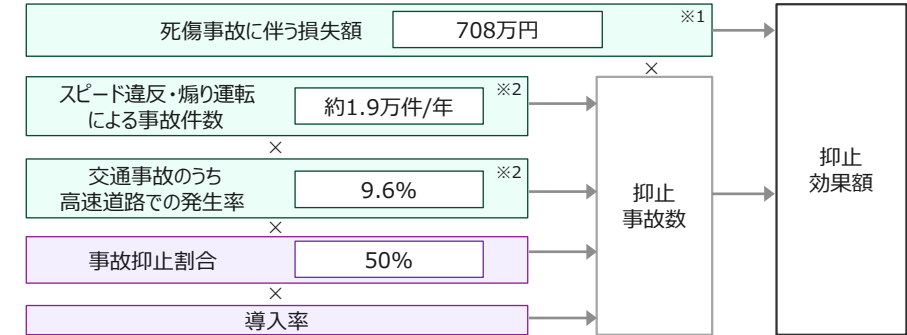 死傷事故に伴う損失額
708万円
※1
×
スピード違反・煽り運転
による事故件数
約1.9万件/年
※2
×
交通事故のうち
高速道路での発生率
9.6%
※2
×
事故抑止割合
50%
×
導入率
抑止
事故数
抑止
効果額